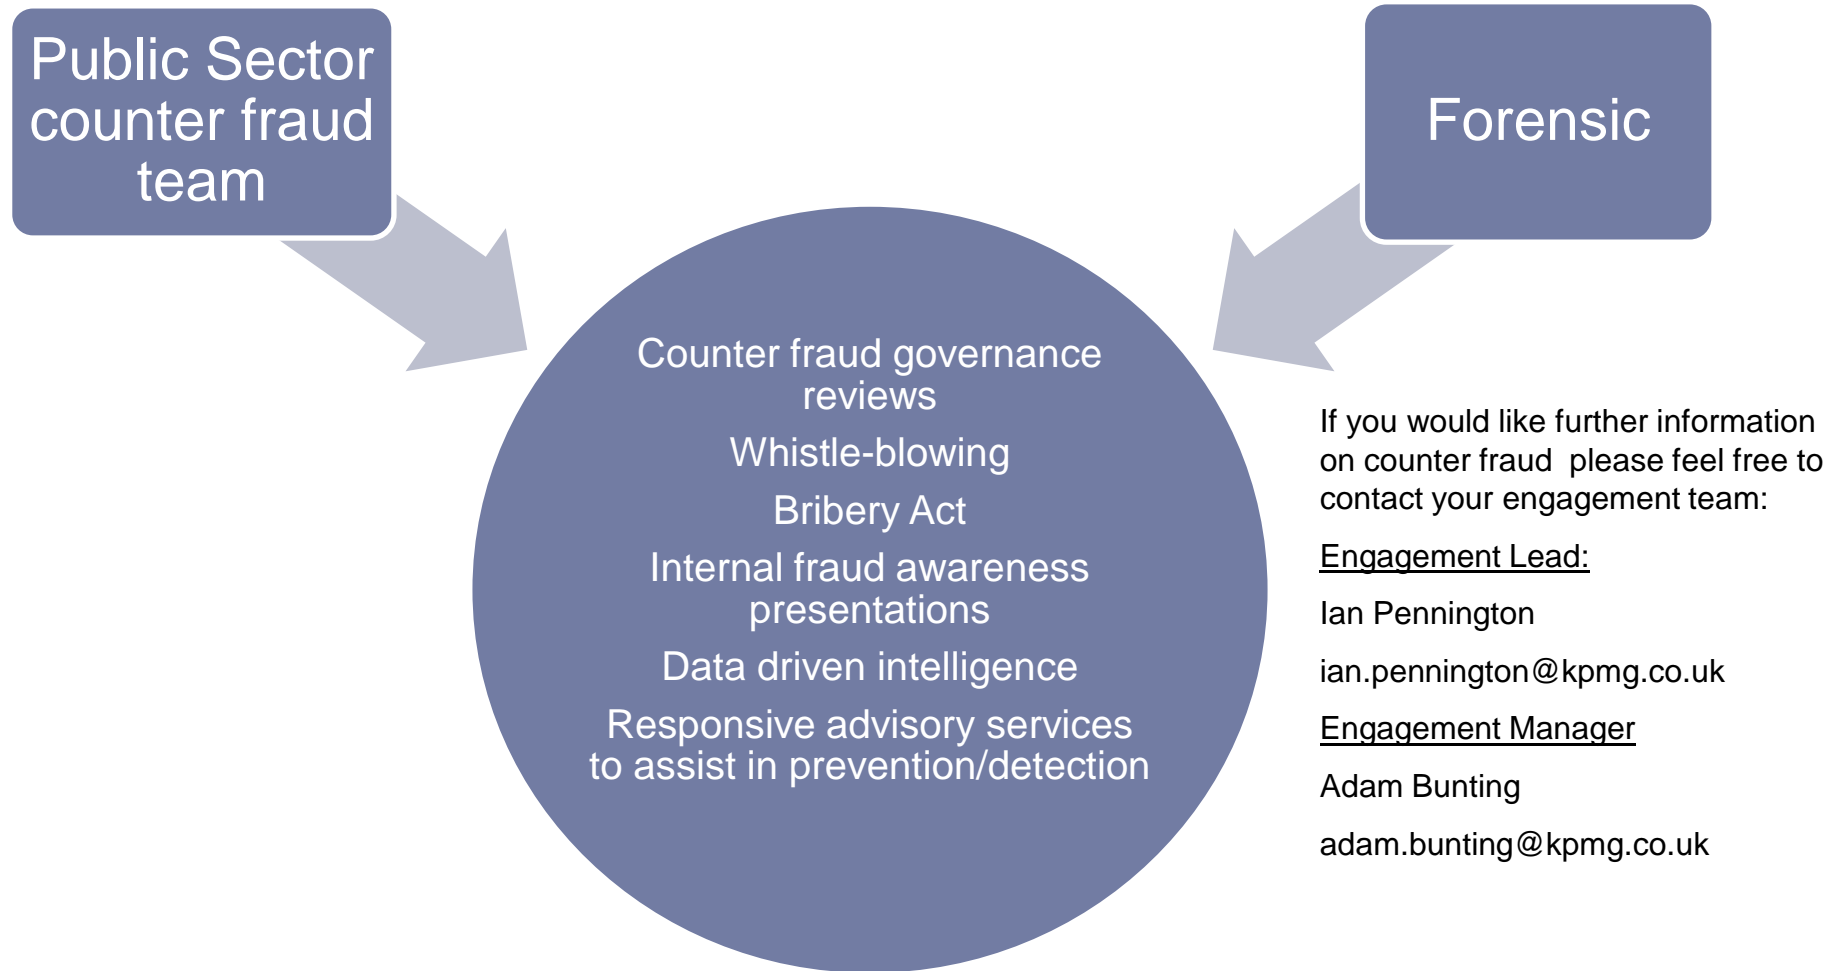 Public Sector
counter fraud
team
Forensic
Counter fraud governance
reviews
Whistle-blowing
Bribery Act
Internal fraud awareness
presentations
Data driven intelligence
Responsive advisory services
to assist in prevention/detection
If you would like further information
on counter fraud  please feel free to
contact your engagement team:
Engagement Lead:
Ian Pennington
ian.pennington@kpmg.co.uk
Engagement Manager
Adam Bunting
adam.bunting@kpmg.co.uk